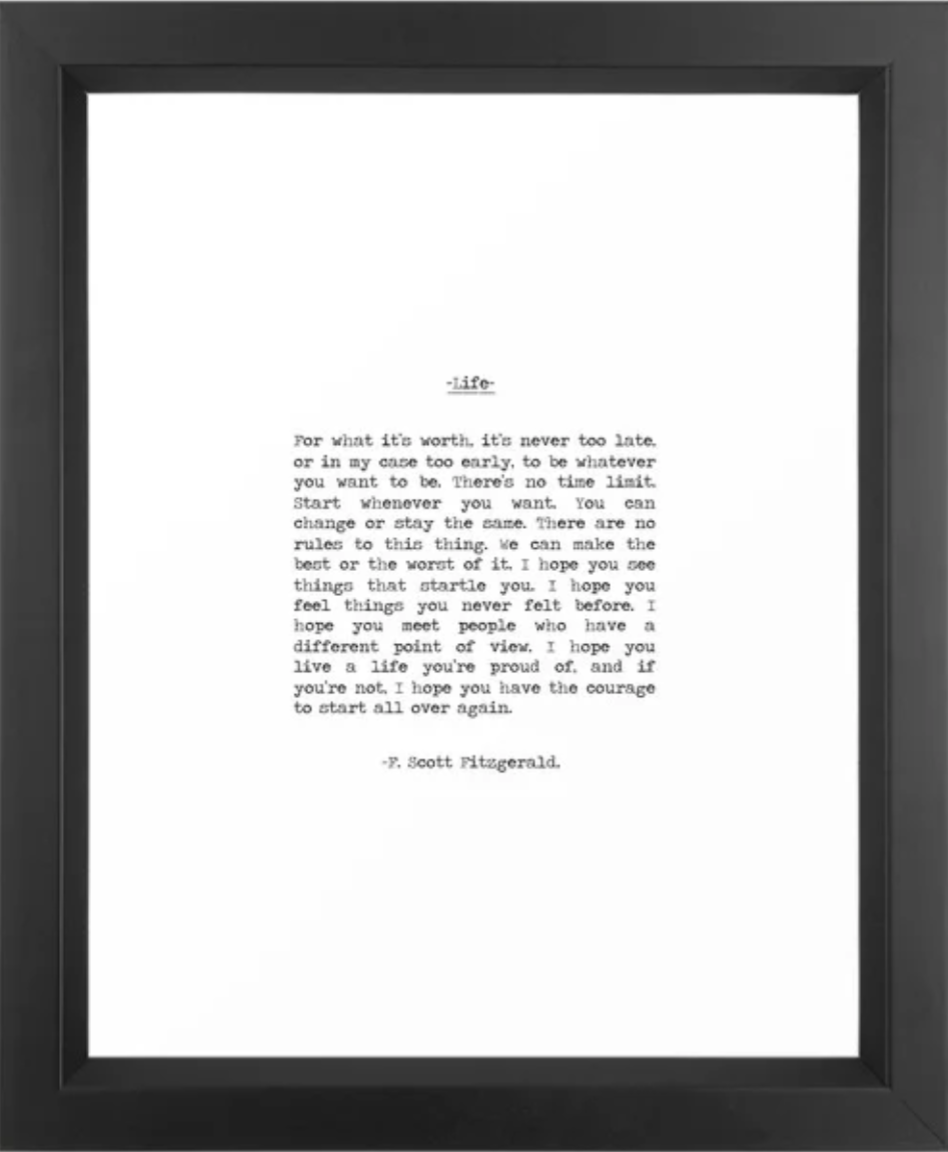 -Life-
For what it's worth, it's never too late,
or in my case too early, to be whatever
you want to be. There's no time limit.
Start whenever you want. You can
change or stay the same. There are no
rules to this thing. We can make the
best or the worst of it. I hope you see
things that startle you. I hope you
feel things you never felt before. I
hope you meet people who have a
different point of view. I hope you
live a life you're proud of, and if
you're not, I hope you have the courage
to start all over again.
-F. Scott Fitzgerald.